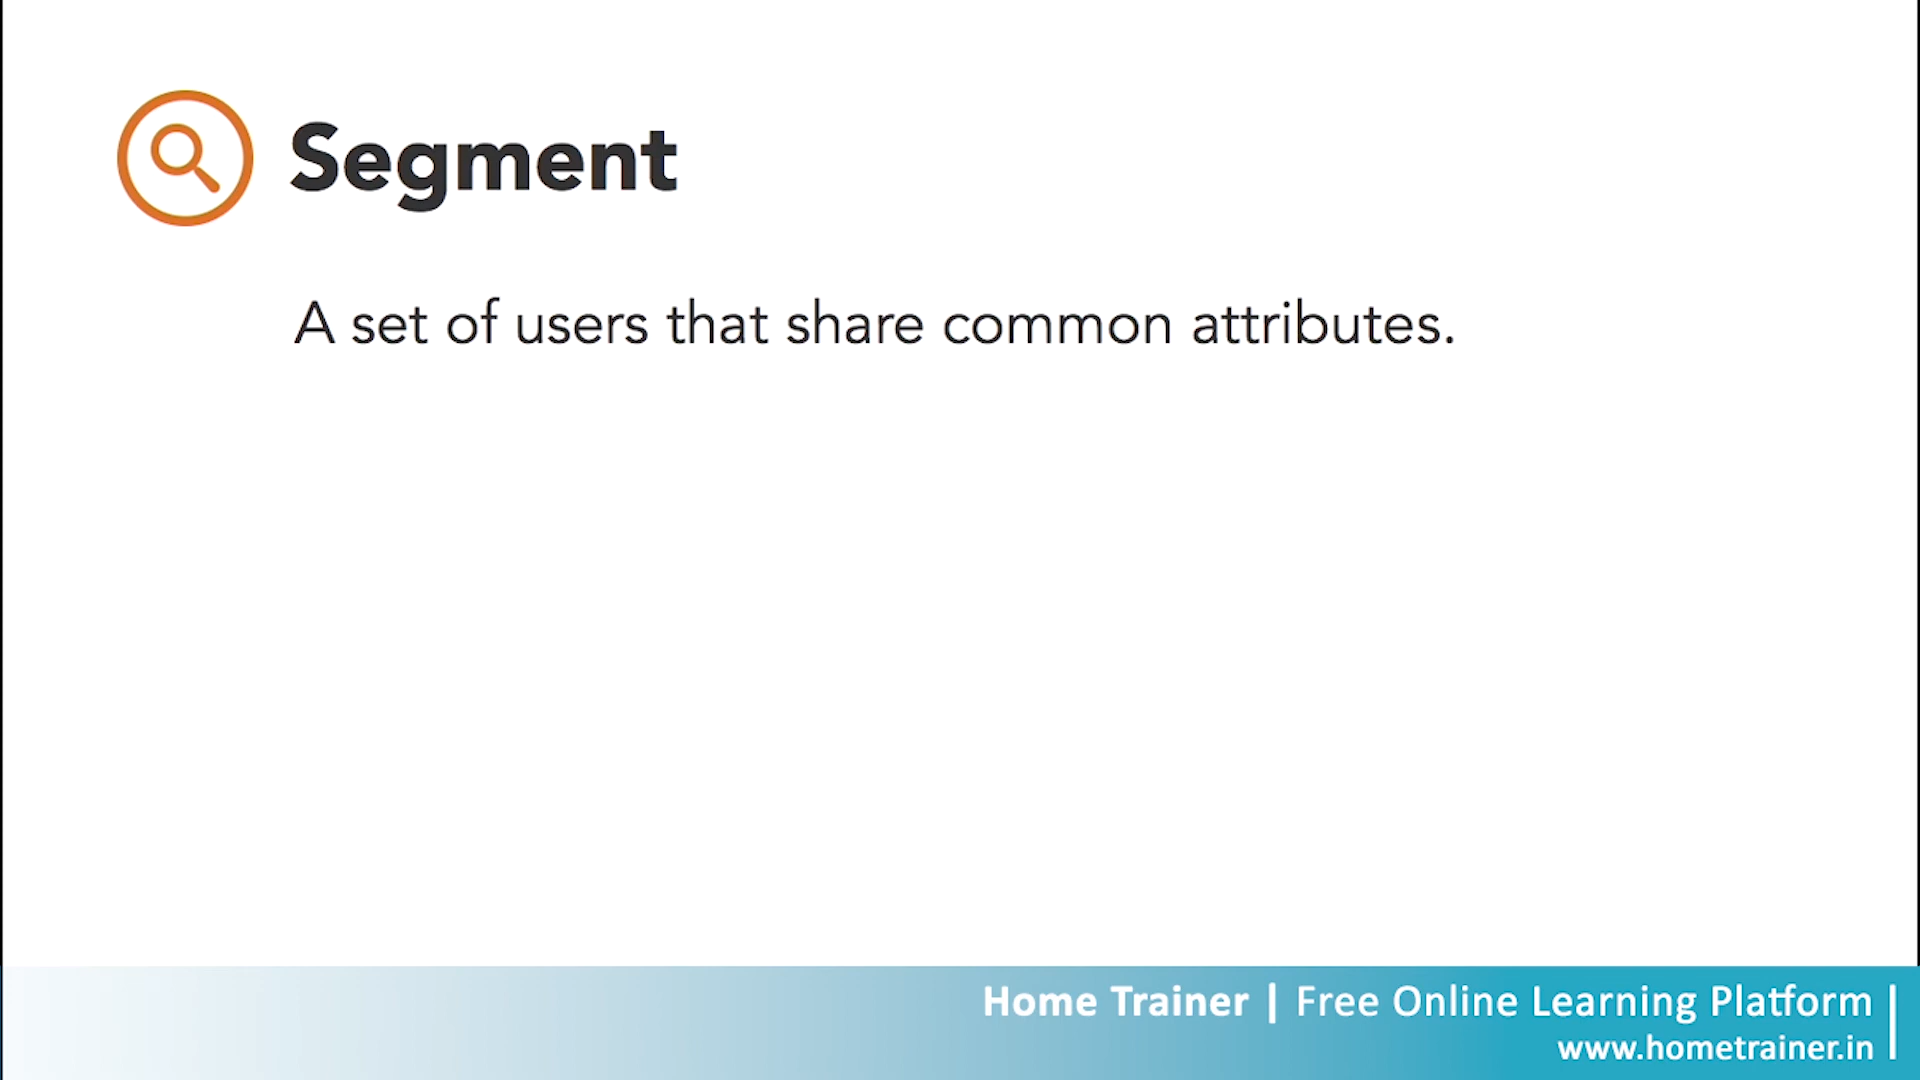 Segment
A set of users that share common attributes.
Home Trainer | Free Online Learning Platform
www.hometrainer.in